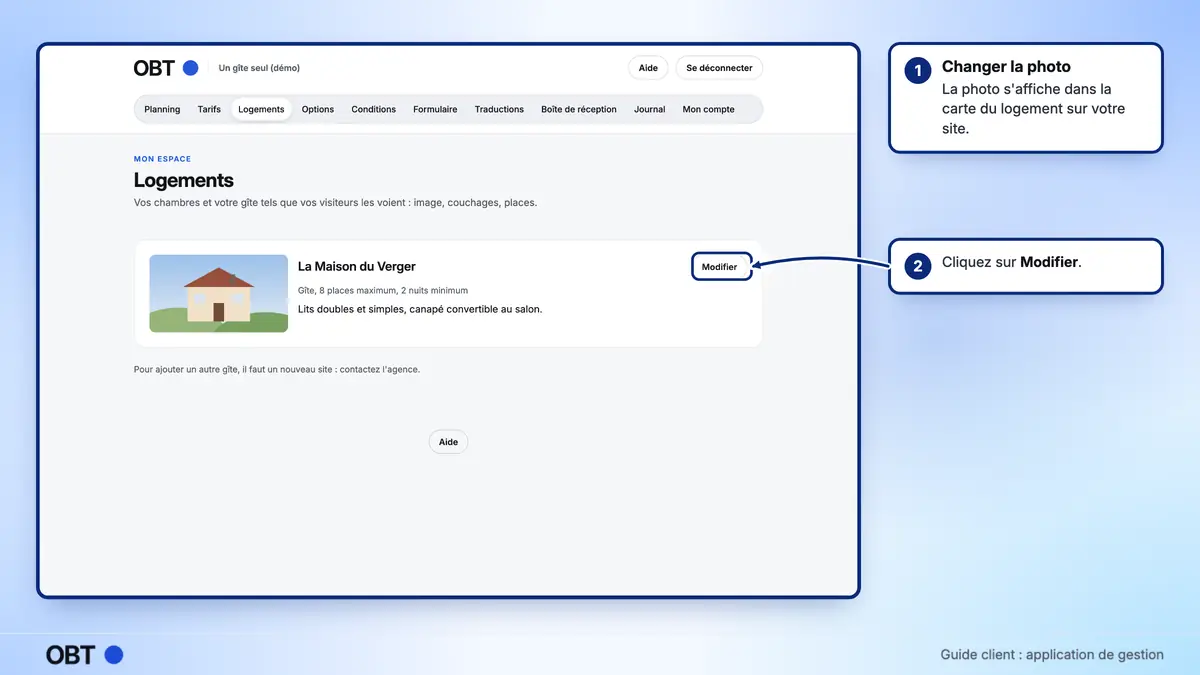 OBT
Un gîte seul (démo)
Aide
Se déconnecter
Planning
Tarifs
Logements
Options
Conditions
Formulaire
Traductions
Boîte de réception
Journal
Mon compte
MON ESPACE
Logements
Vos chambres et votre gîte tels que vos visiteurs les voient : image, couchages, places.
La Maison du Verger
Modifier
Gîte, 8 places maximum, 2 nuits minimum
Lits doubles et simples, canapé convertible au salon.
Pour ajouter un autre gîte, il faut un nouveau site : contactez l'agence.
Aide
1
Changer la photo
La photo s'affiche dans la
carte du logement sur votre
site.
2
Cliquez sur Modifier.
OBT
Guide client : application de gestion